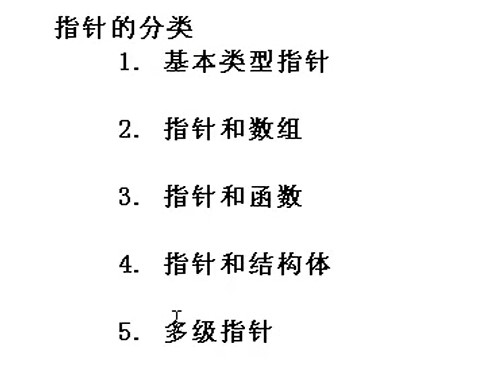 指针的分类
1. 基本类型指针
2. 指针和数组
3. 指针和函数
4. 指针和结构体
5. 多级指针